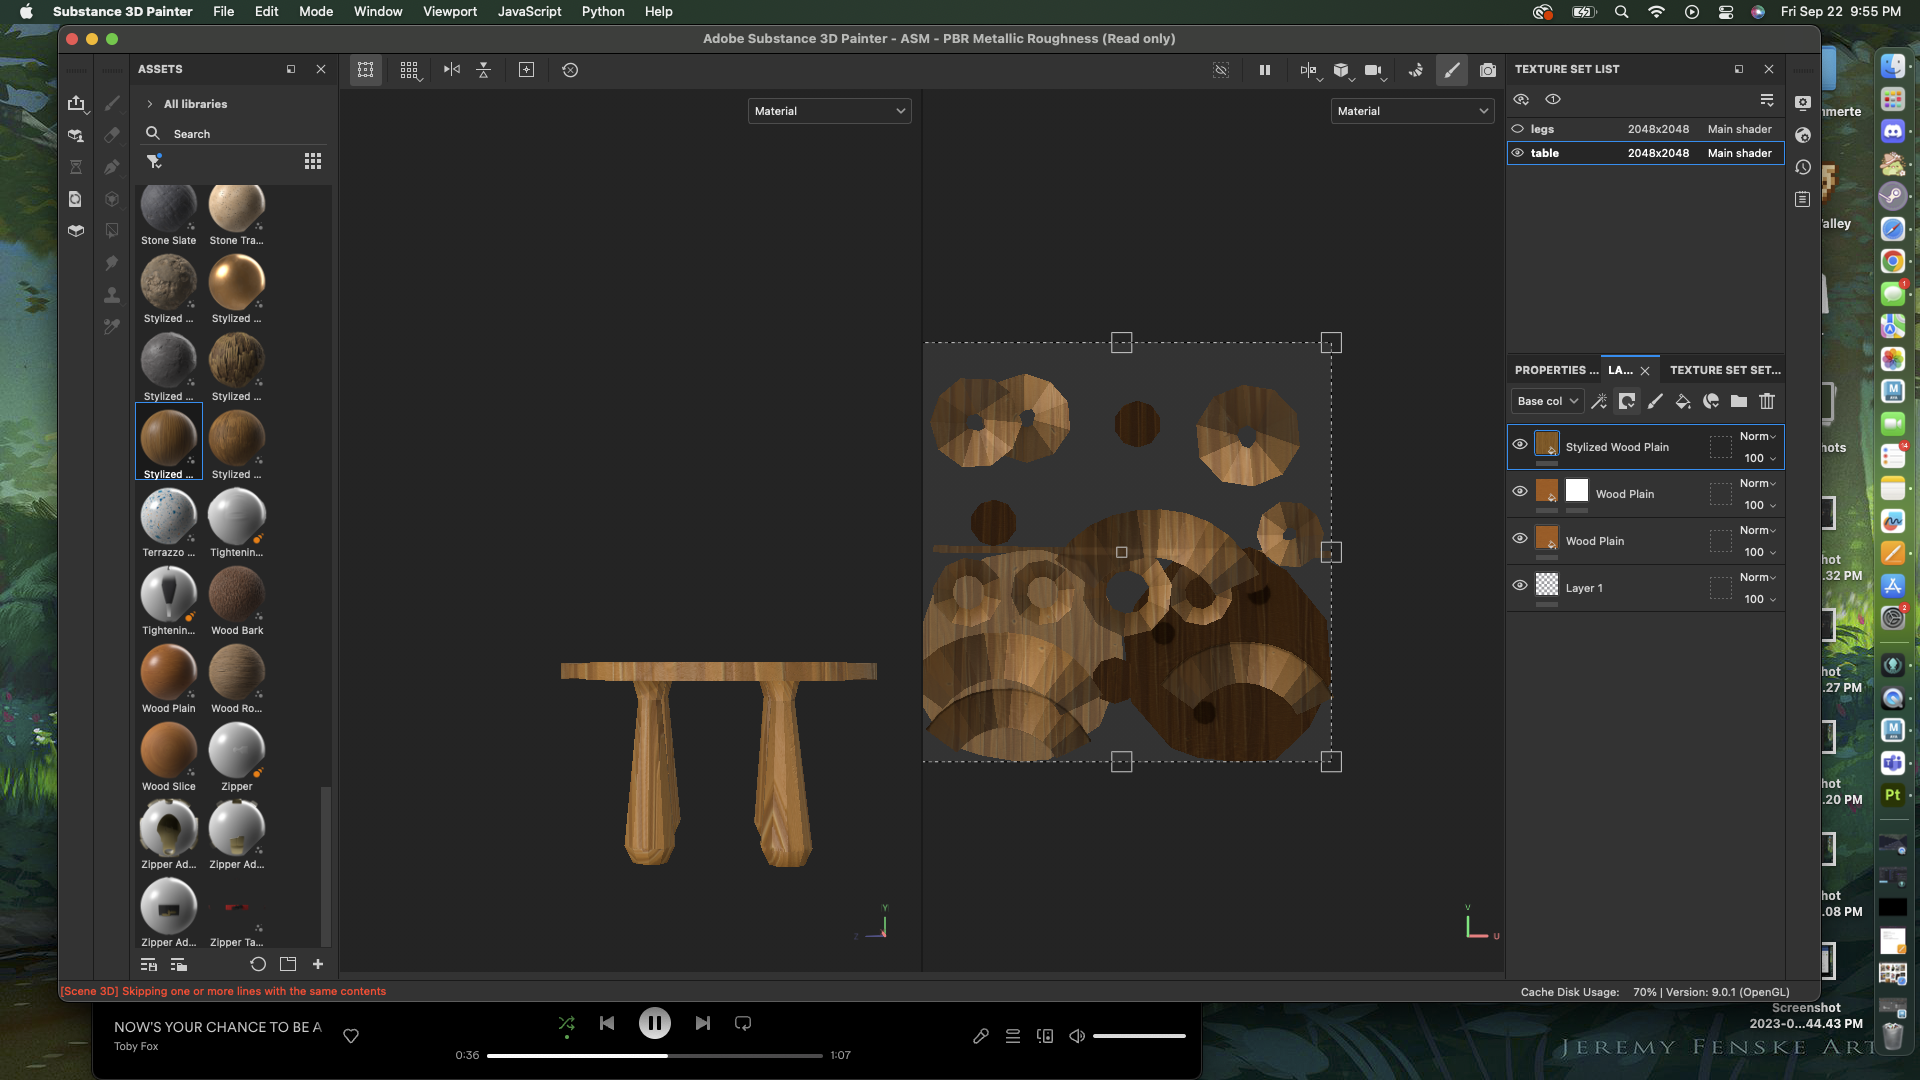 Substance 3D Painter File Edit Mode Window Viewport JavaScript Python Help
Fri Sep 22 9:55 PM
Adobe Substance 3D Painter - ASM - PBR Metallic Roughness (Read only)
ASSETS
All libraries
Search
Stone Slate Stone Tra...
Stylized ... Stylized ...
Stylized ... Stylized ...
Stylized ... Stylized ...
Terrazzo ... Tightenin...
Tightenin... Wood Bark
Wood Plain Wood Ro...
Wood Slice Zipper
Zipper Ad... Zipper Ad...
Zipper Ad... Zipper Ta...
Material
Material
Y
Z
V
U
TEXTURE SET LIST
legs 2048x2048 Main shader
table 2048x2048 Main shader
PROPERTIES ... LA... TEXTURE SET SET...
Base col
Stylized Wood Plain Norm 100
Wood Plain Norm 100
Wood Plain Norm 100
Layer 1 Norm 100
[Scene 3D] Skipping one or more lines with the same contents
Cache Disk Usage: 70% | Version: 9.0.1 (OpenGL)
NOW'S YOUR CHANCE TO BE A
Toby Fox
0:36
1:07
mmerte
alley
hots
hot
.32 PM
hot
.27 PM
hot
.20 PM
hot
.08 PM
Screenshot
2023-0...44.43 PM
JEREMY FENSKE ART
1
14
2
Pt